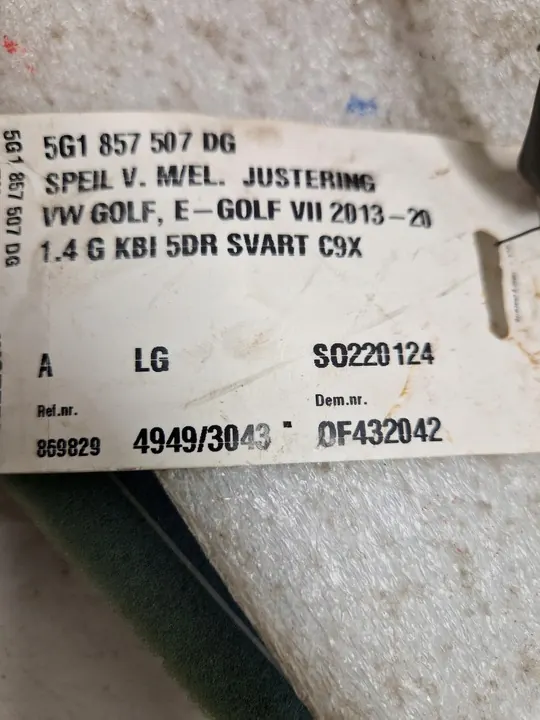 5G1 857 507 DG
5G1 857 507 DG
SPEIL V. M/EL. JUSTERING
VW GOLF, E-GOLF VII 2013-20
1.4 G KBI 5DR SVART C9X
A LG SO220124
Ref.nr. Dem.nr.
869829 4949/3043 - OF432042